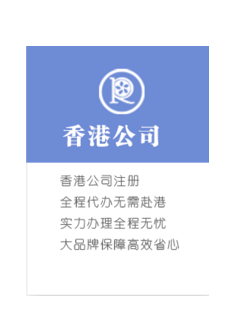 香港公司
香港公司注册
全程代办无需赴港
实力办理全程无忧
大品牌保障高效省心